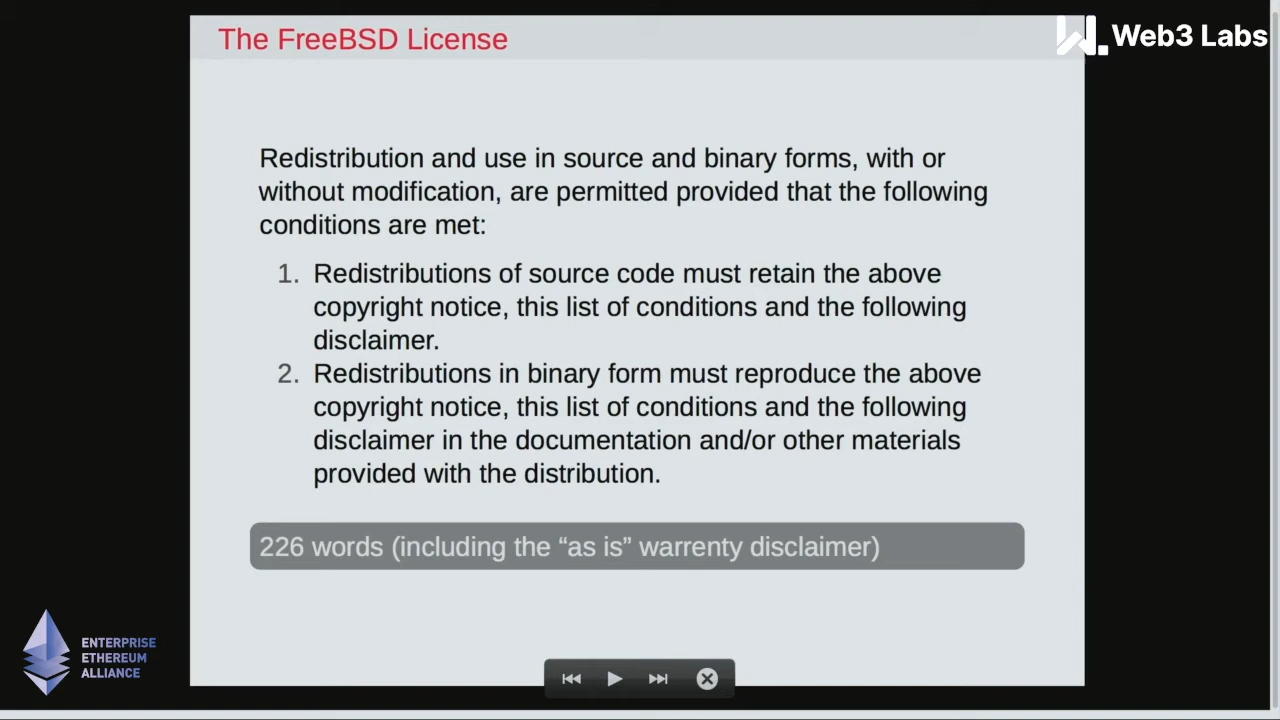 The FreeBSD License
Web3 Labs
Redistribution and use in source and binary forms, with or
without modification, are permitted provided that the following
conditions are met:
1. Redistributions of source code must retain the above
copyright notice, this list of conditions and the following
disclaimer.
2. Redistributions in binary form must reproduce the above
copyright notice, this list of conditions and the following
disclaimer in the documentation and/or other materials
provided with the distribution.
226 words (including the “as is” warrenty disclaimer)
ENTERPRISE
ETHEREUM
ALLIANCE